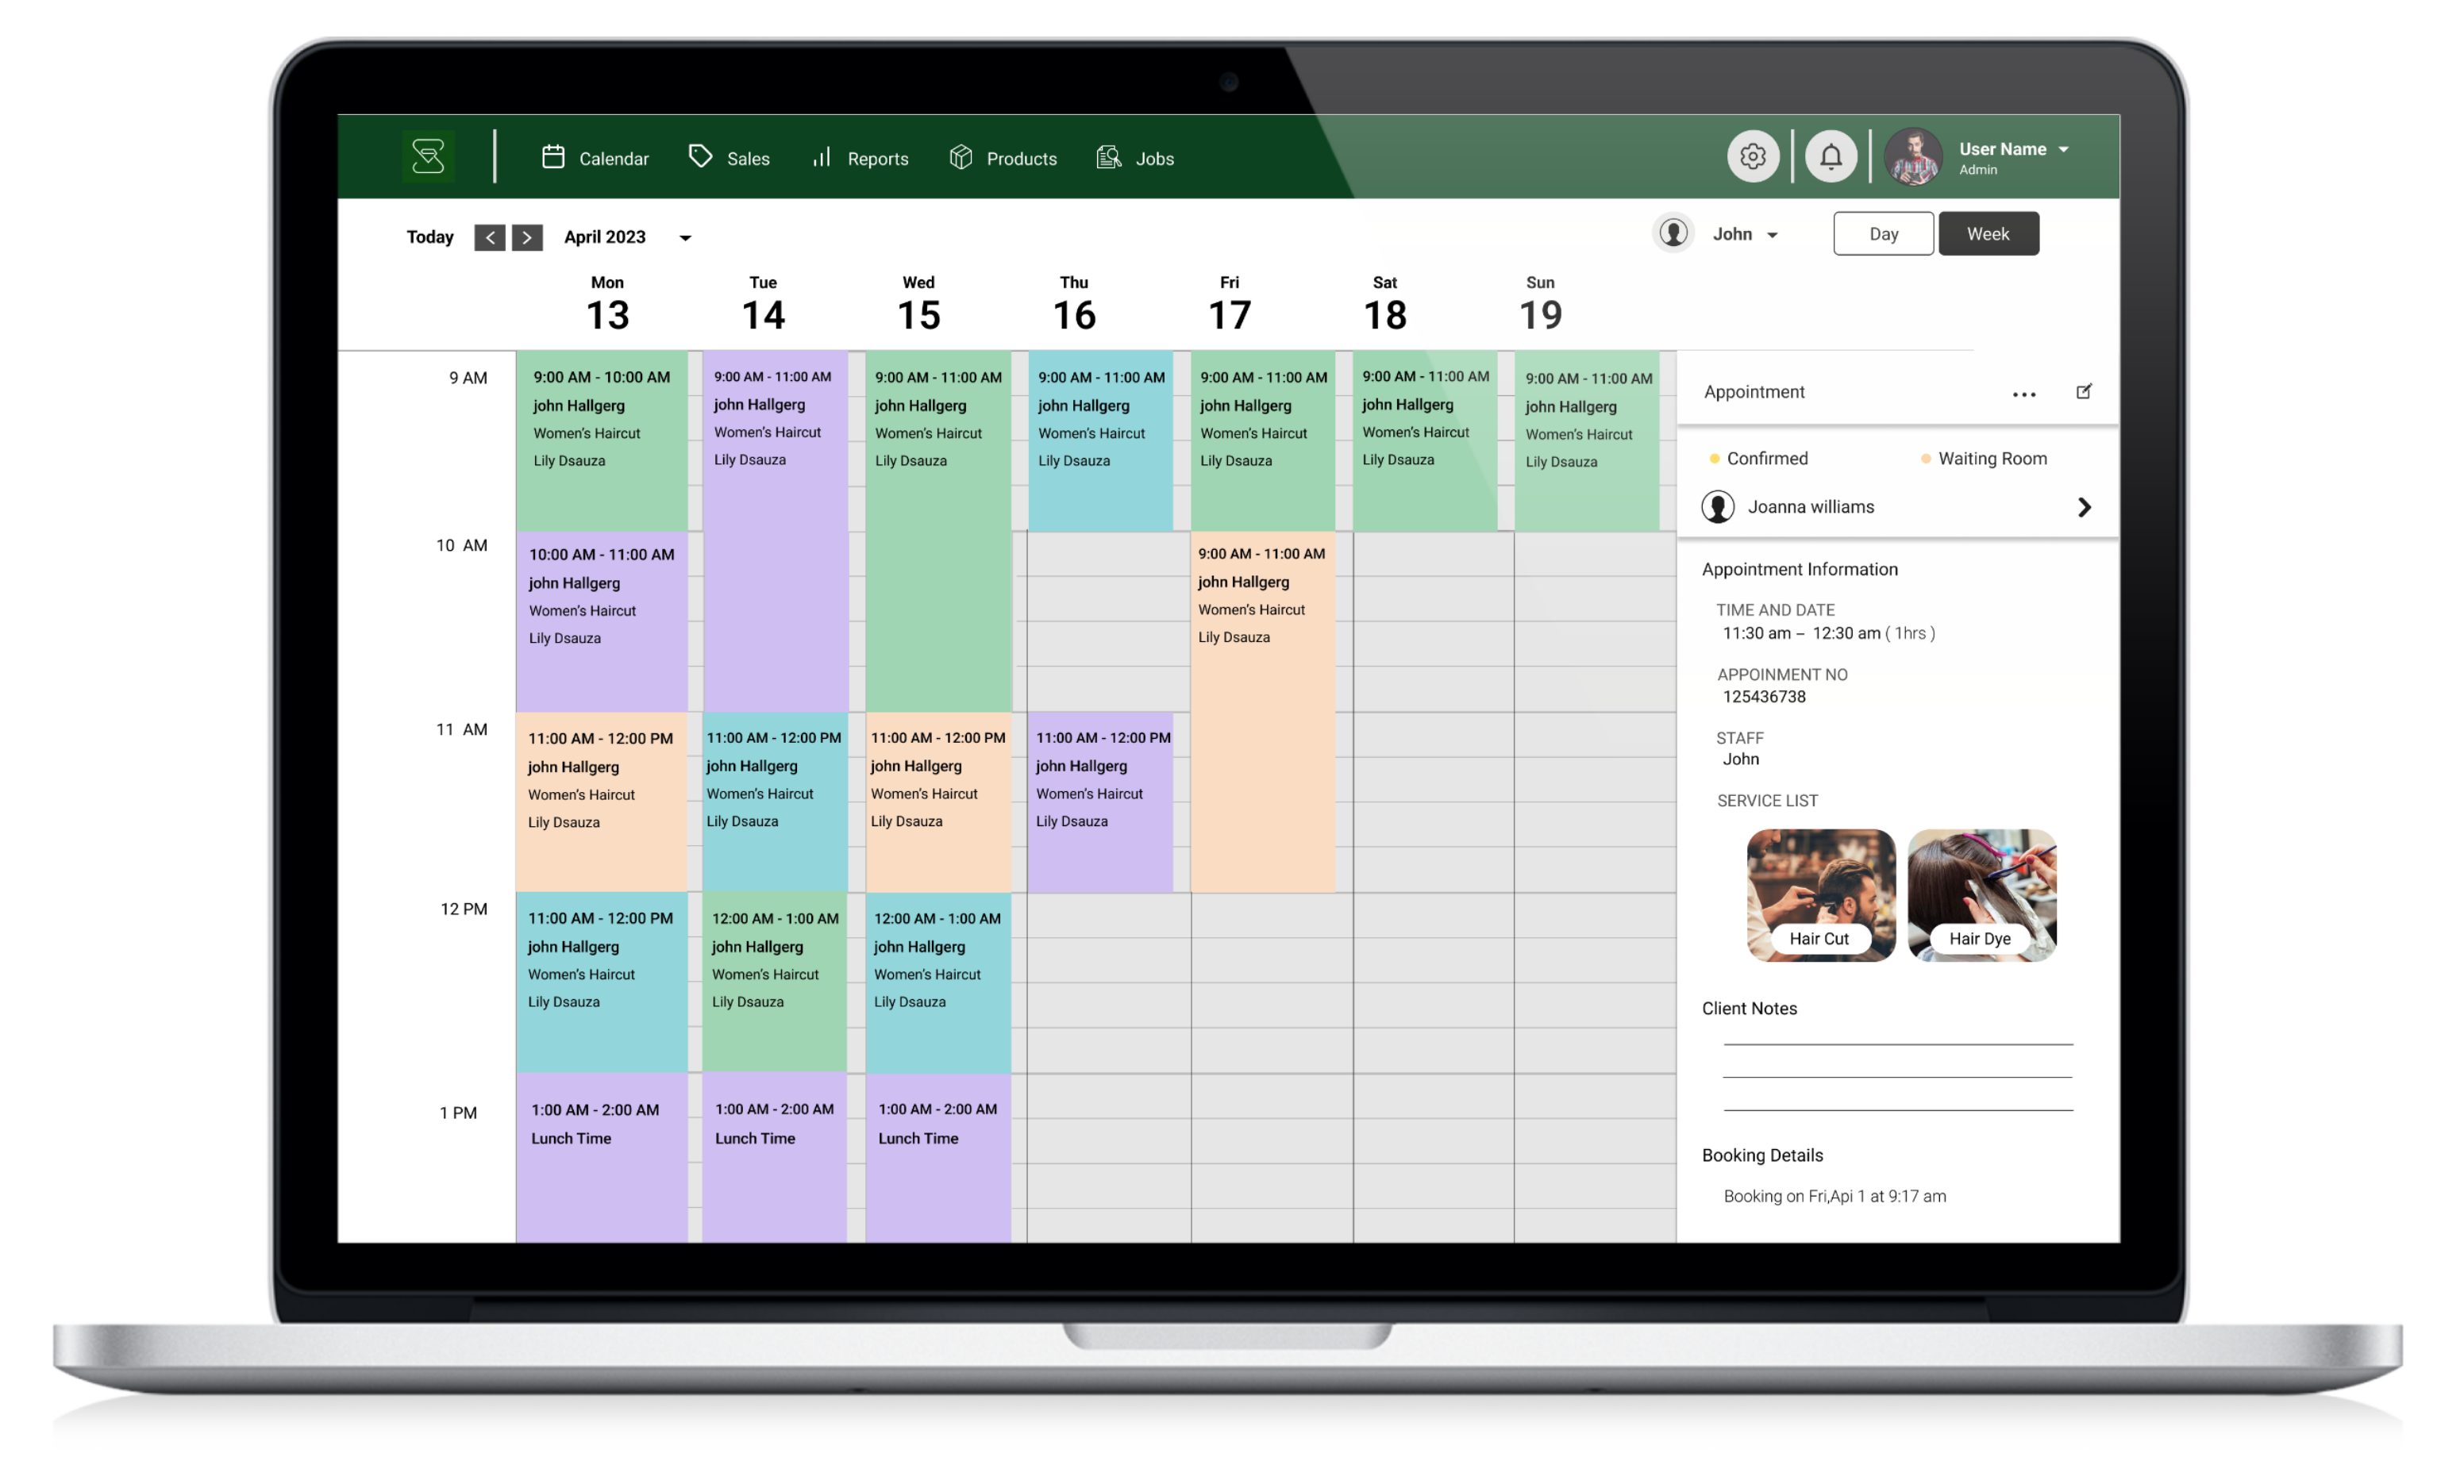 Calendar
Sales
Reports
Products
Jobs
User Name
Admin
Today
April 2023
John
Day
Week
Mon
13
Tue
14
Wed
15
Thu
16
Fri
17
Sat
18
Sun
19
9 AM
10 AM
11 AM
12 PM
1 PM
9:00 AM - 10:00 AM
john Hallgerg
Women's Haircut
Lily Dsauza
10:00 AM - 11:00 AM
john Hallgerg
Women's Haircut
Lily Dsauza
11:00 AM - 12:00 PM
john Hallgerg
Women's Haircut
Lily Dsauza
11:00 AM - 12:00 PM
john Hallgerg
Women's Haircut
Lily Dsauza
1:00 AM - 2:00 AM
Lunch Time
9:00 AM - 11:00 AM
john Hallgerg
Women's Haircut
Lily Dsauza
11:00 AM - 12:00 PM
john Hallgerg
Women's Haircut
Lily Dsauza
12:00 AM - 1:00 AM
john Hallgerg
Women's Haircut
Lily Dsauza
1:00 AM - 2:00 AM
Lunch Time
9:00 AM - 11:00 AM
john Hallgerg
Women's Haircut
Lily Dsauza
11:00 AM - 12:00 PM
john Hallgerg
Women's Haircut
Lily Dsauza
12:00 AM - 1:00 AM
john Hallgerg
Women's Haircut
Lily Dsauza
1:00 AM - 2:00 AM
Lunch Time
9:00 AM - 11:00 AM
john Hallgerg
Women's Haircut
Lily Dsauza
11:00 AM - 12:00 PM
john Hallgerg
Women's Haircut
Lily Dsauza
9:00 AM - 11:00 AM
john Hallgerg
Women's Haircut
Lily Dsauza
9:00 AM - 11:00 AM
john Hallgerg
Women's Haircut
Lily Dsauza
9:00 AM - 11:00 AM
john Hallgerg
Women's Haircut
Lily Dsauza
9:00 AM - 11:00 AM
john Hallgerg
Women's Haircut
Lily Dsauza
Appointment
Confirmed
Waiting Room
Joanna williams
Appointment Information
TIME AND DATE
11:30 am – 12:30 am ( 1hrs )
APPOINMENT NO
125436738
STAFF
John
SERVICE LIST
Hair Cut
Hair Dye
Client Notes
Booking Details
Booking on Fri,Api 1 at 9:17 am